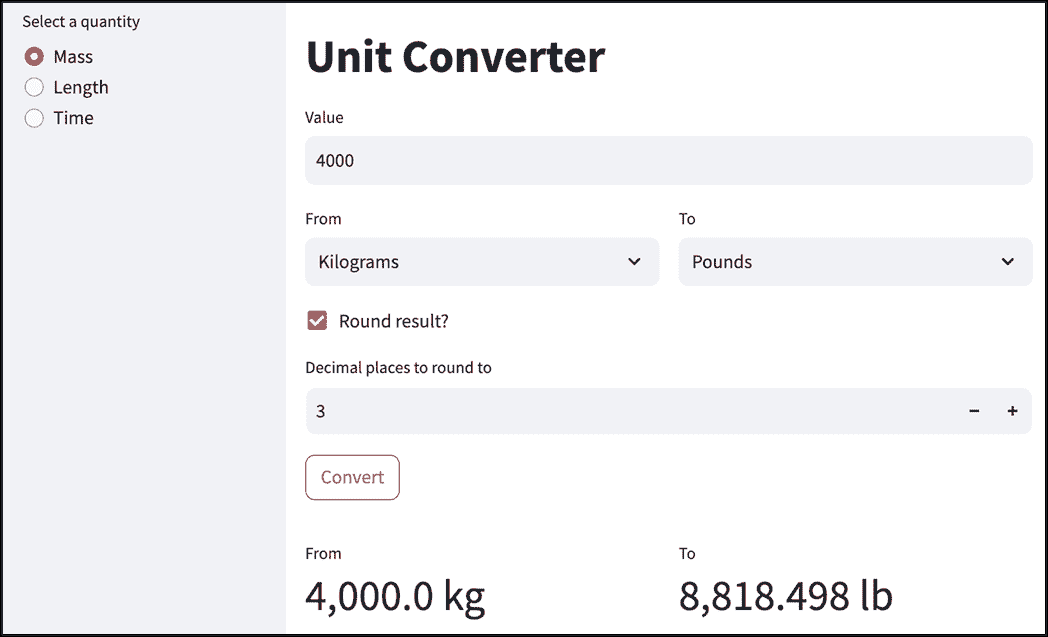 Select a quantity
Mass
Length
Time
Unit Converter
Value
4000
From
To
Kilograms
Pounds
Round result?
Decimal places to round to
3
− +
Convert
From
To
4,000.0 kg
8,818.498 lb